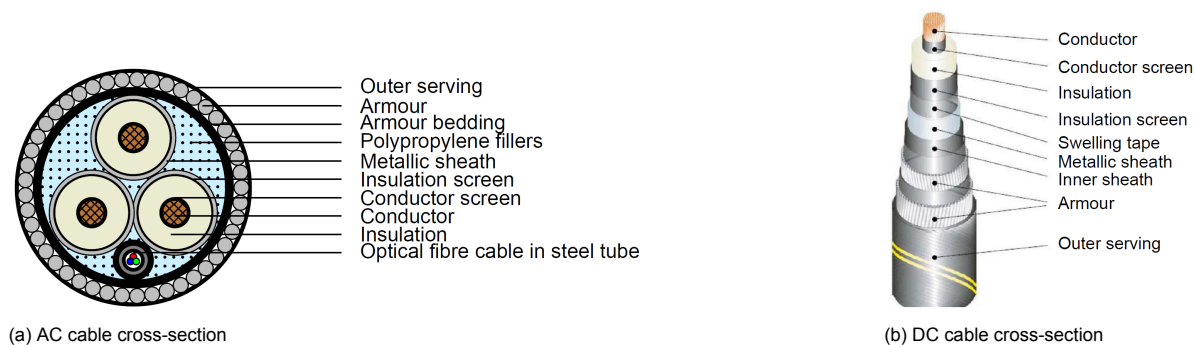 Outer serving
Armour
Armour bedding
Polypropylene fillers
Metallic sheath
Insulation screen
Conductor screen
Conductor
Insulation
Optical fibre cable in steel tube
(a) AC cable cross-section
Conductor
Conductor screen
Insulation
Insulation screen
Swelling tape
Metallic sheath
Inner sheath
Armour
Outer serving
(b) DC cable cross-section